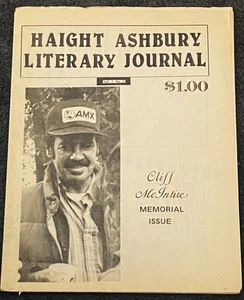 HAIGHT ASHBURY
LITERARY JOURNAL
$1.00
AMX
Cliff
McIntire
MEMORIAL
ISSUE